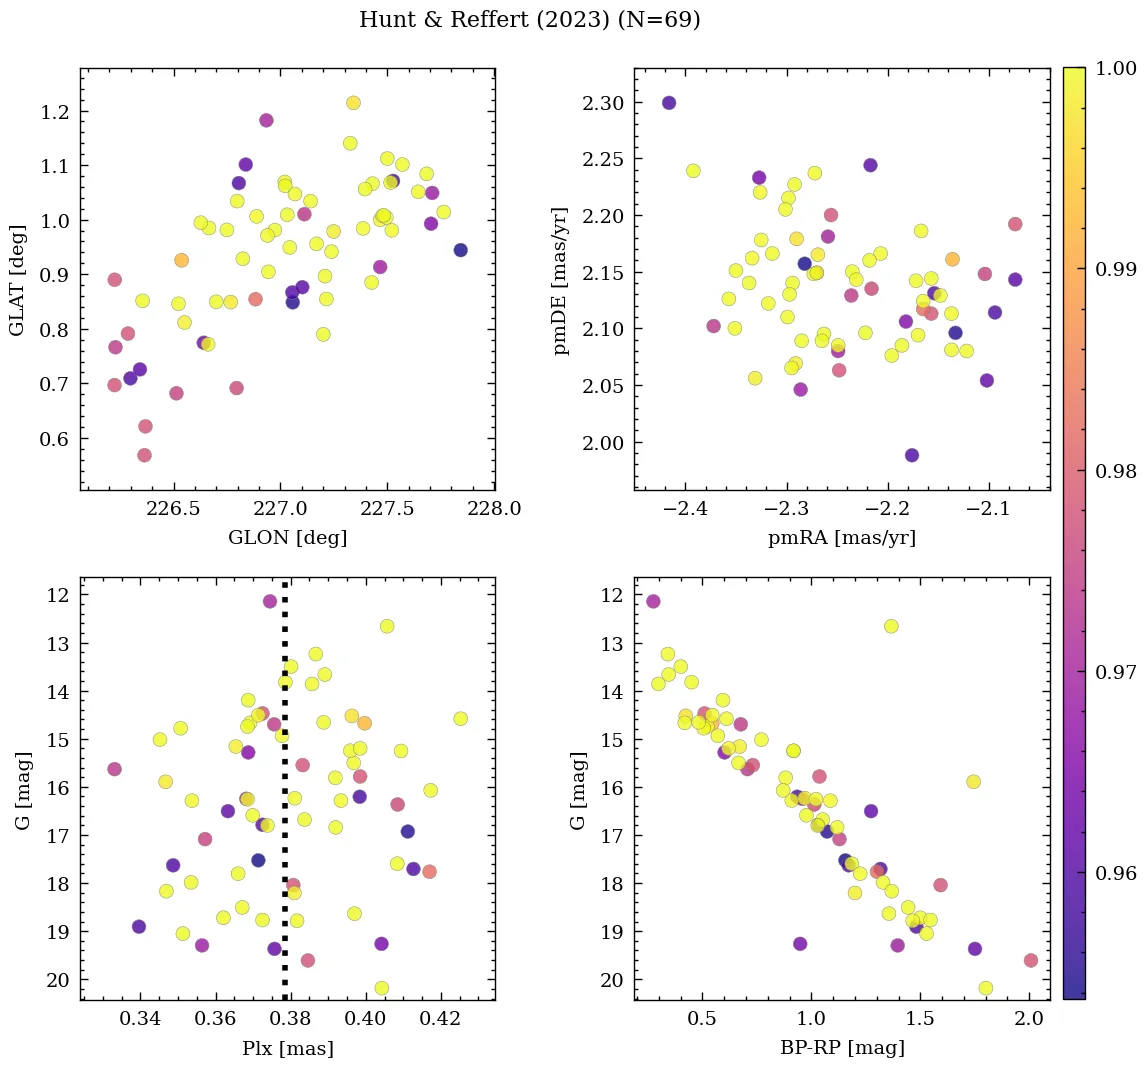 Hunt & Reffert (2023) (N=69)
1.2
1.1
1.0
0.9
0.8
0.7
0.6
GLAT [deg]
226.5 227.0 227.5 228.0
GLON [deg]
2.30
2.25
2.20
2.15
2.10
2.05
2.00
pmDE [mas/yr]
−2.4 −2.3 −2.2 −2.1
pmRA [mas/yr]
12
13
14
15
16
17
18
19
20
G [mag]
0.34 0.36 0.38 0.40 0.42
Plx [mas]
12
13
14
15
16
17
18
19
20
G [mag]
0.5 1.0 1.5 2.0
BP-RP [mag]
1.00
0.99
0.98
0.97
0.96